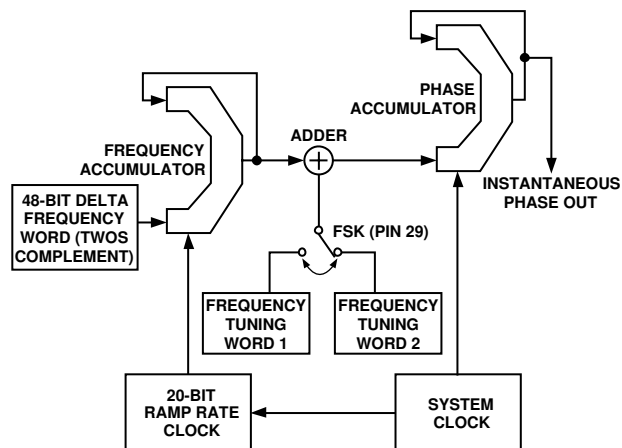 PHASE
ACCUMULATOR
ADDER
FREQUENCY
ACCUMULATOR
INSTANTANEOUS
PHASE OUT
48-BIT DELTA
FREQUENCY
WORD (TWOS
COMPLEMENT)
FSK (PIN 29)
FREQUENCY
TUNING
WORD 1
FREQUENCY
TUNING
WORD 2
20-BIT
RAMP RATE
CLOCK
SYSTEM
CLOCK